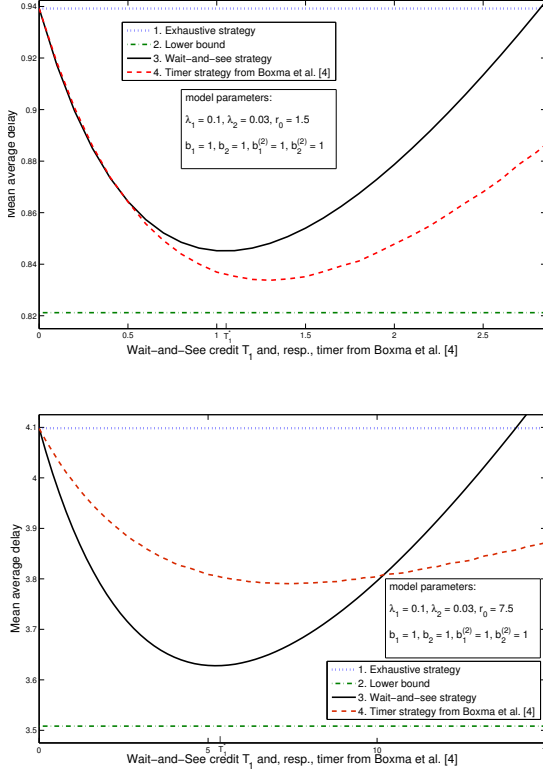 0.94
0.92
0.9
0.88
0.86
0.84
0.82
Mean average delay
1. Exhaustive strategy
2. Lower bound
3. Wait−and−see strategy
4. Timer strategy from Boxma et al. [4]
model parameters:
λ₁ = 0.1, λ₂ = 0.03, r₀ = 1.5
b₁ = 1, b₂ = 1, b₁⁽²⁾ = 1, b₂⁽²⁾ = 1
0 0.5 1 T₁* 1.5 2 2.5
Wait−and−See credit T₁ and, resp., timer from Boxma et al. [4]
4.1
4
3.9
3.8
3.7
3.6
3.5
Mean average delay
model parameters:
λ₁ = 0.1, λ₂ = 0.03, r₀ = 7.5
b₁ = 1, b₂ = 1, b₁⁽²⁾ = 1, b₂⁽²⁾ = 1
1. Exhaustive strategy
2. Lower bound
3. Wait−and−see strategy
4. Timer strategy from Boxma et al. [4]
0 5 T₁* 10 15
Wait−and−See credit T₁ and, resp., timer from Boxma et al. [4]